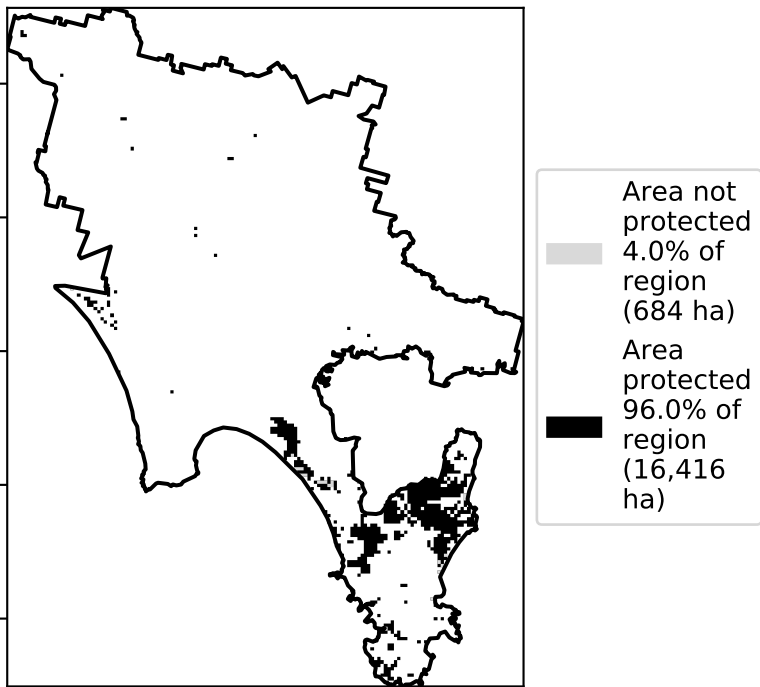 Area not
protected
4.0% of
region
(684 ha)
Area
protected
96.0% of
region
(16,416
ha)